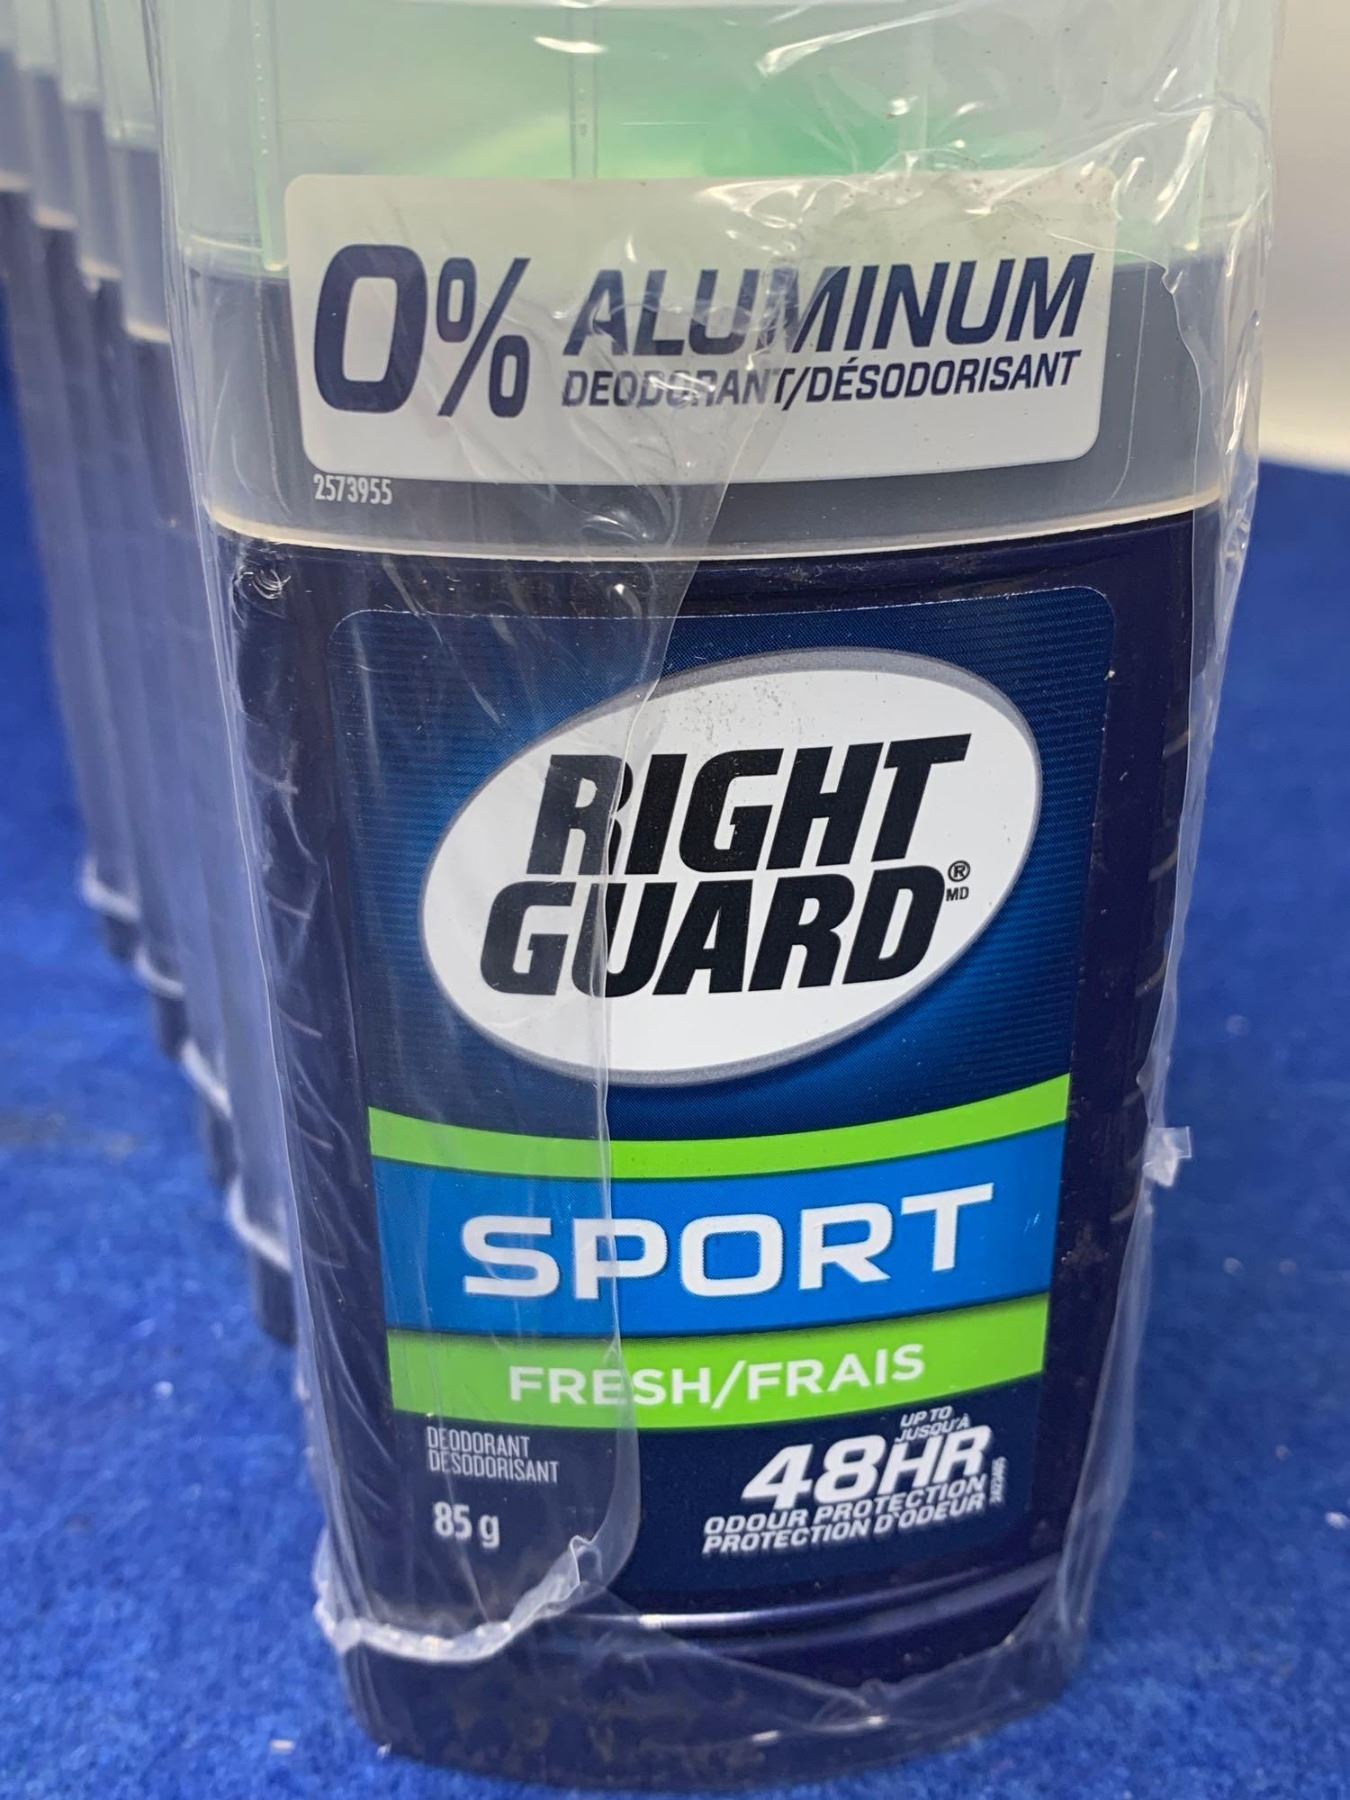 0% ALUMINUM
DEODORANT/DÉSODORISANT
2573955
RIGHT
GUARD®
MD
SPORT
FRESH/FRAIS
DEODORANT
DÉSODORISANT
85 g
UP TO
JUSQU'À
48HR
ODOUR PROTECTION
PROTECTION D'ODEUR